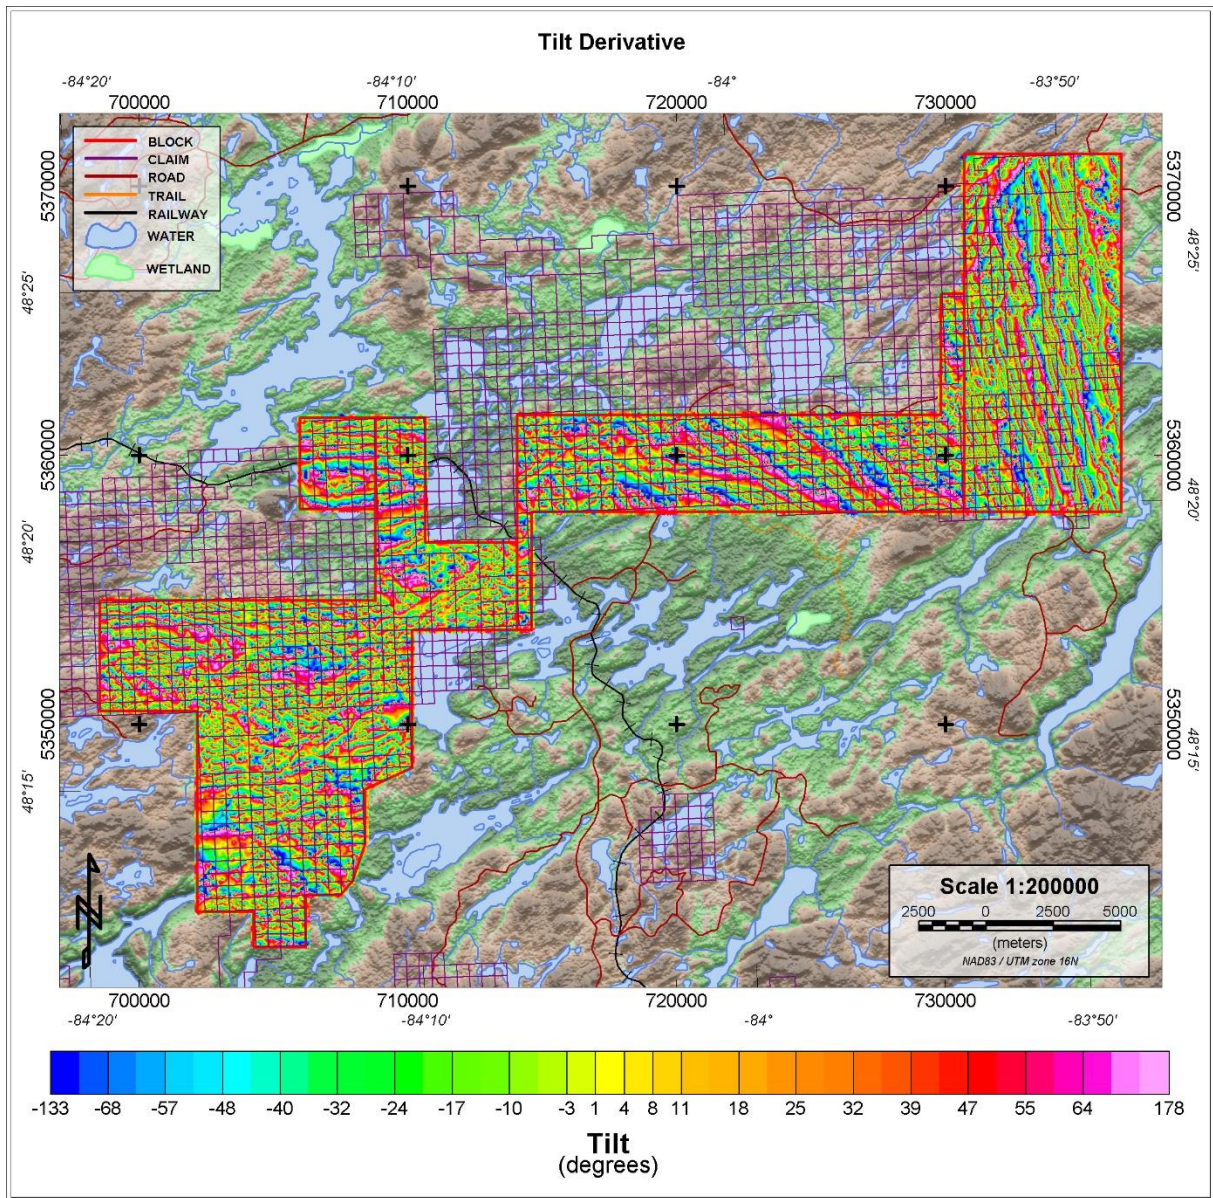 Tilt Derivative
-84°20' -84°10' -84° -83°50'
700000 710000 720000 730000
BLOCK
CLAIM
ROAD
TRAIL
RAILWAY
WATER
WETLAND
5370000 5370000
48°25' 48°25'
5360000 5360000
48°20' 48°20'
5350000 5350000
48°15' 48°15'
N
Scale 1:200000
2500 0 2500 5000
(meters)
NAD83 / UTM zone 16N
700000 710000 720000 730000
-84°20' -84°10' -84° -83°50'
-133 -68 -57 -48 -40 -32 -24 -17 -10 -3 1 4 8 11 18 25 32 39 47 55 64 178
Tilt
(degrees)